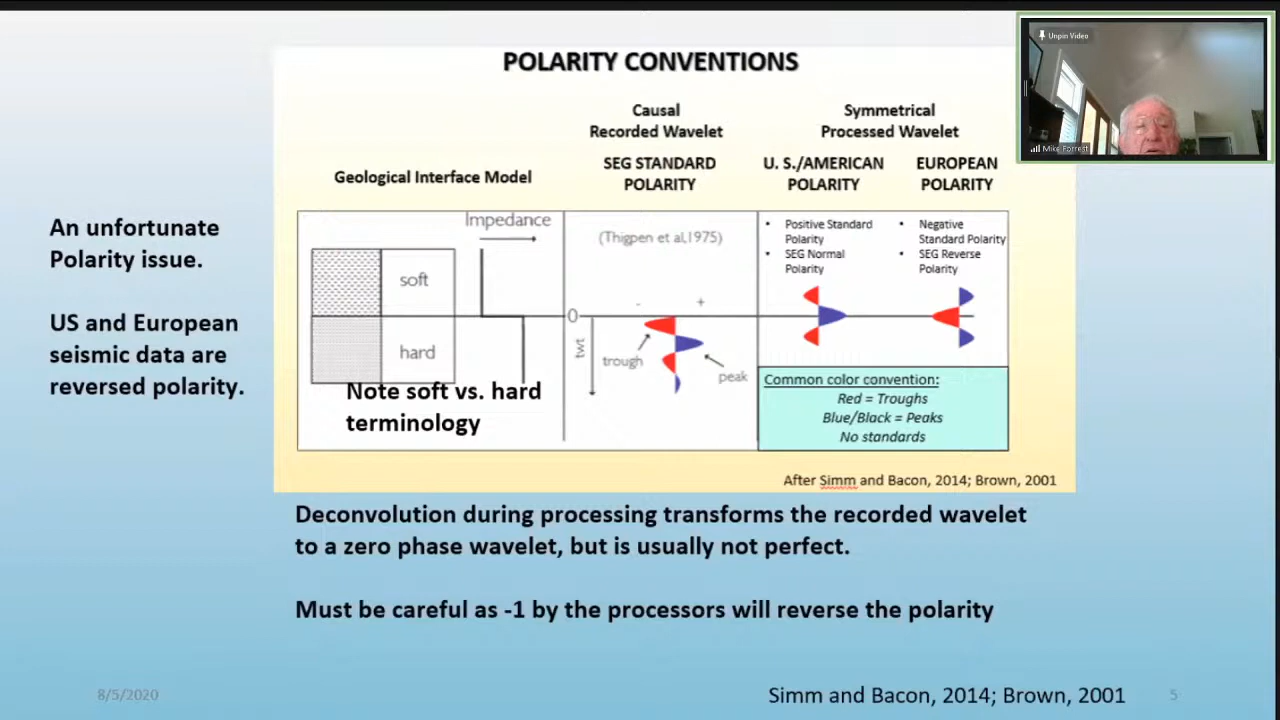 POLARITY CONVENTIONS
Unpin Video
Mike Forrest
Causal
Recorded Wavelet
Symmetrical
Processed Wavelet
Geological Interface Model
SEG STANDARD
POLARITY
U. S./AMERICAN
POLARITY
EUROPEAN
POLARITY
An unfortunate
Polarity issue.
US and European
seismic data are
reversed polarity.
Impedance
soft
hard
Note soft vs. hard
terminology
(Thigpen et al,1975)
- +
0
twt
trough
peak
• Positive Standard
Polarity
• SEG Normal
Polarity
• Negative
Standard Polarity
• SEG Reverse
Polarity
Common color convention:
Red = Troughs
Blue/Black = Peaks
No standards
After Simm and Bacon, 2014; Brown, 2001
Deconvolution during processing transforms the recorded wavelet
to a zero phase wavelet, but is usually not perfect.
Must be careful as -1 by the processors will reverse the polarity
8/5/2020
Simm and Bacon, 2014; Brown, 2001
5